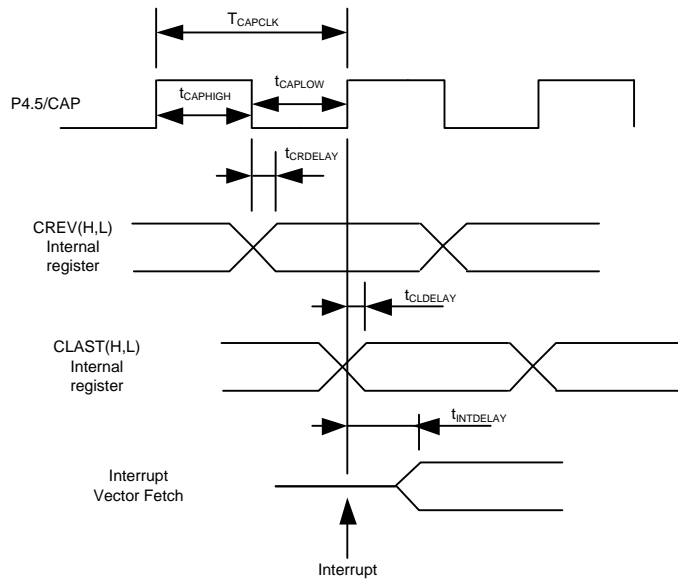 TCAPCLK
tCAPHIGH
tCAPLOW
P4.5/CAP
tCRDELAY
CREV(H,L)
Internal
register
tCLDELAY
CLAST(H,L)
Internal
register
tINTDELAY
Interrupt
Vector Fetch
Interrupt